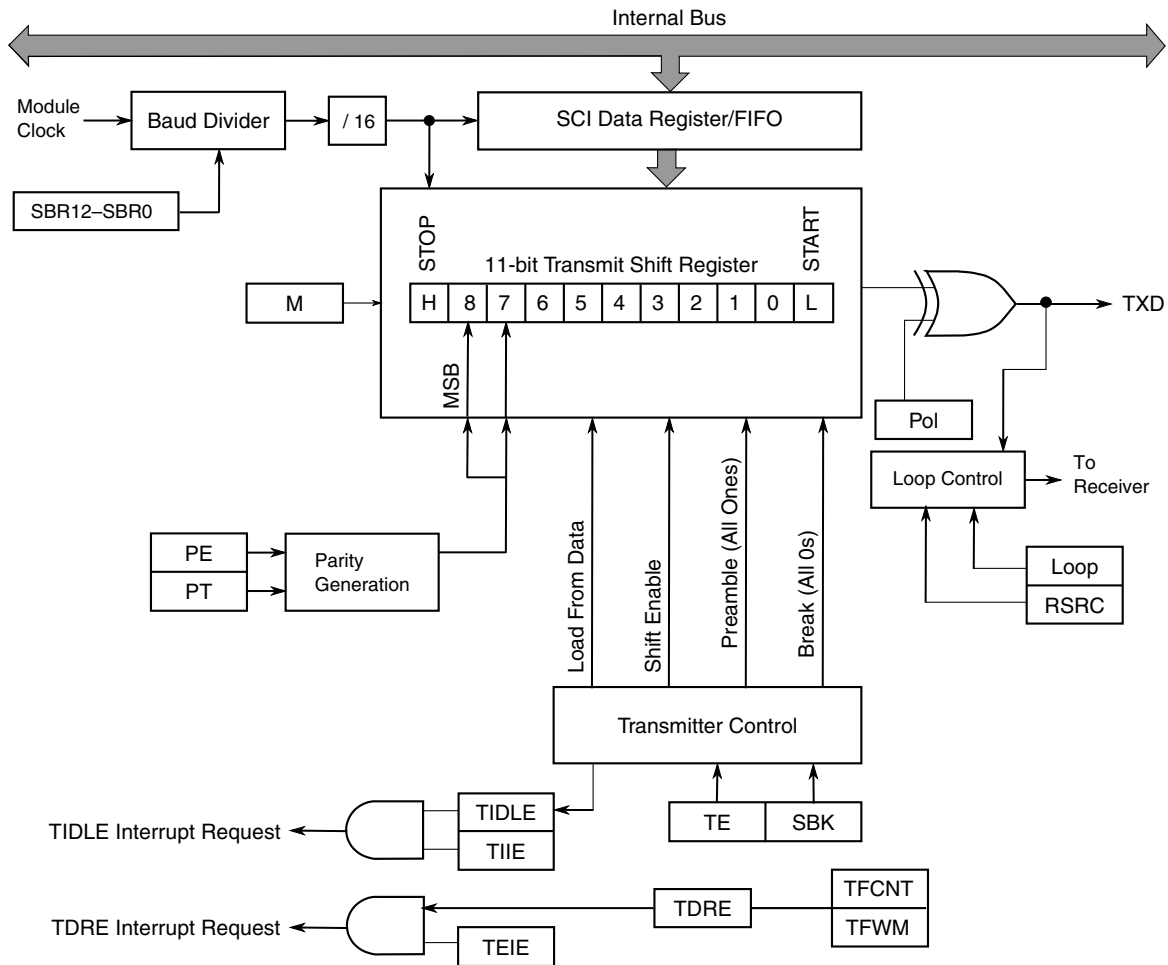 Internal Bus
Module
Clock
Baud Divider
/ 16
SCI Data Register/FIFO
SBR12–SBR0
STOP
START
11-bit Transmit Shift Register
M
H 8 7 6 5 4 3 2 1 0 L
TXD
MSB
Pol
Loop Control
To
Receiver
PE
PT
Parity
Generation
Load From Data
Shift Enable
Preamble (All Ones)
Break (All 0s)
Loop
RSRC
Transmitter Control
TIDLE Interrupt Request
TIDLE
TIIE
TE
SBK
TDRE Interrupt Request
TDRE
TEIE
TFCNT
TFWM